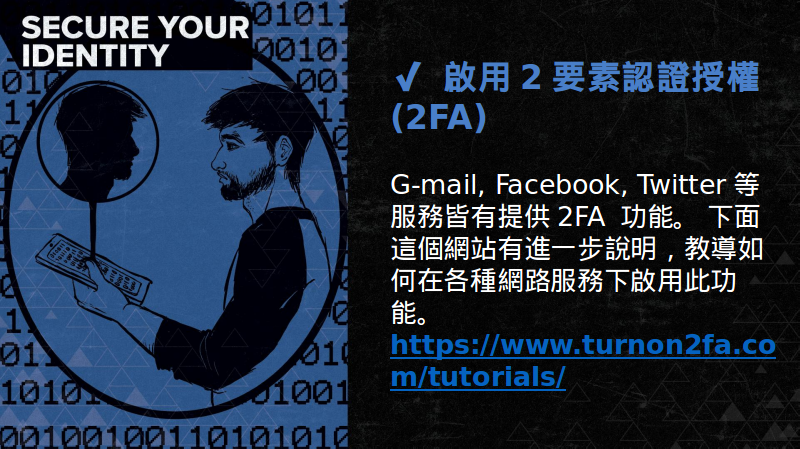 SECURE YOUR
IDENTITY
✓ 啟用 2 要素認證授權
(2FA)
G-mail, Facebook, Twitter 等
服務皆有提供 2FA 功能。 下面
這個網站有進一步說明，教導如
何在各種網路服務下啟用此功
能。
https://www.turnon2fa.co
m/tutorials/